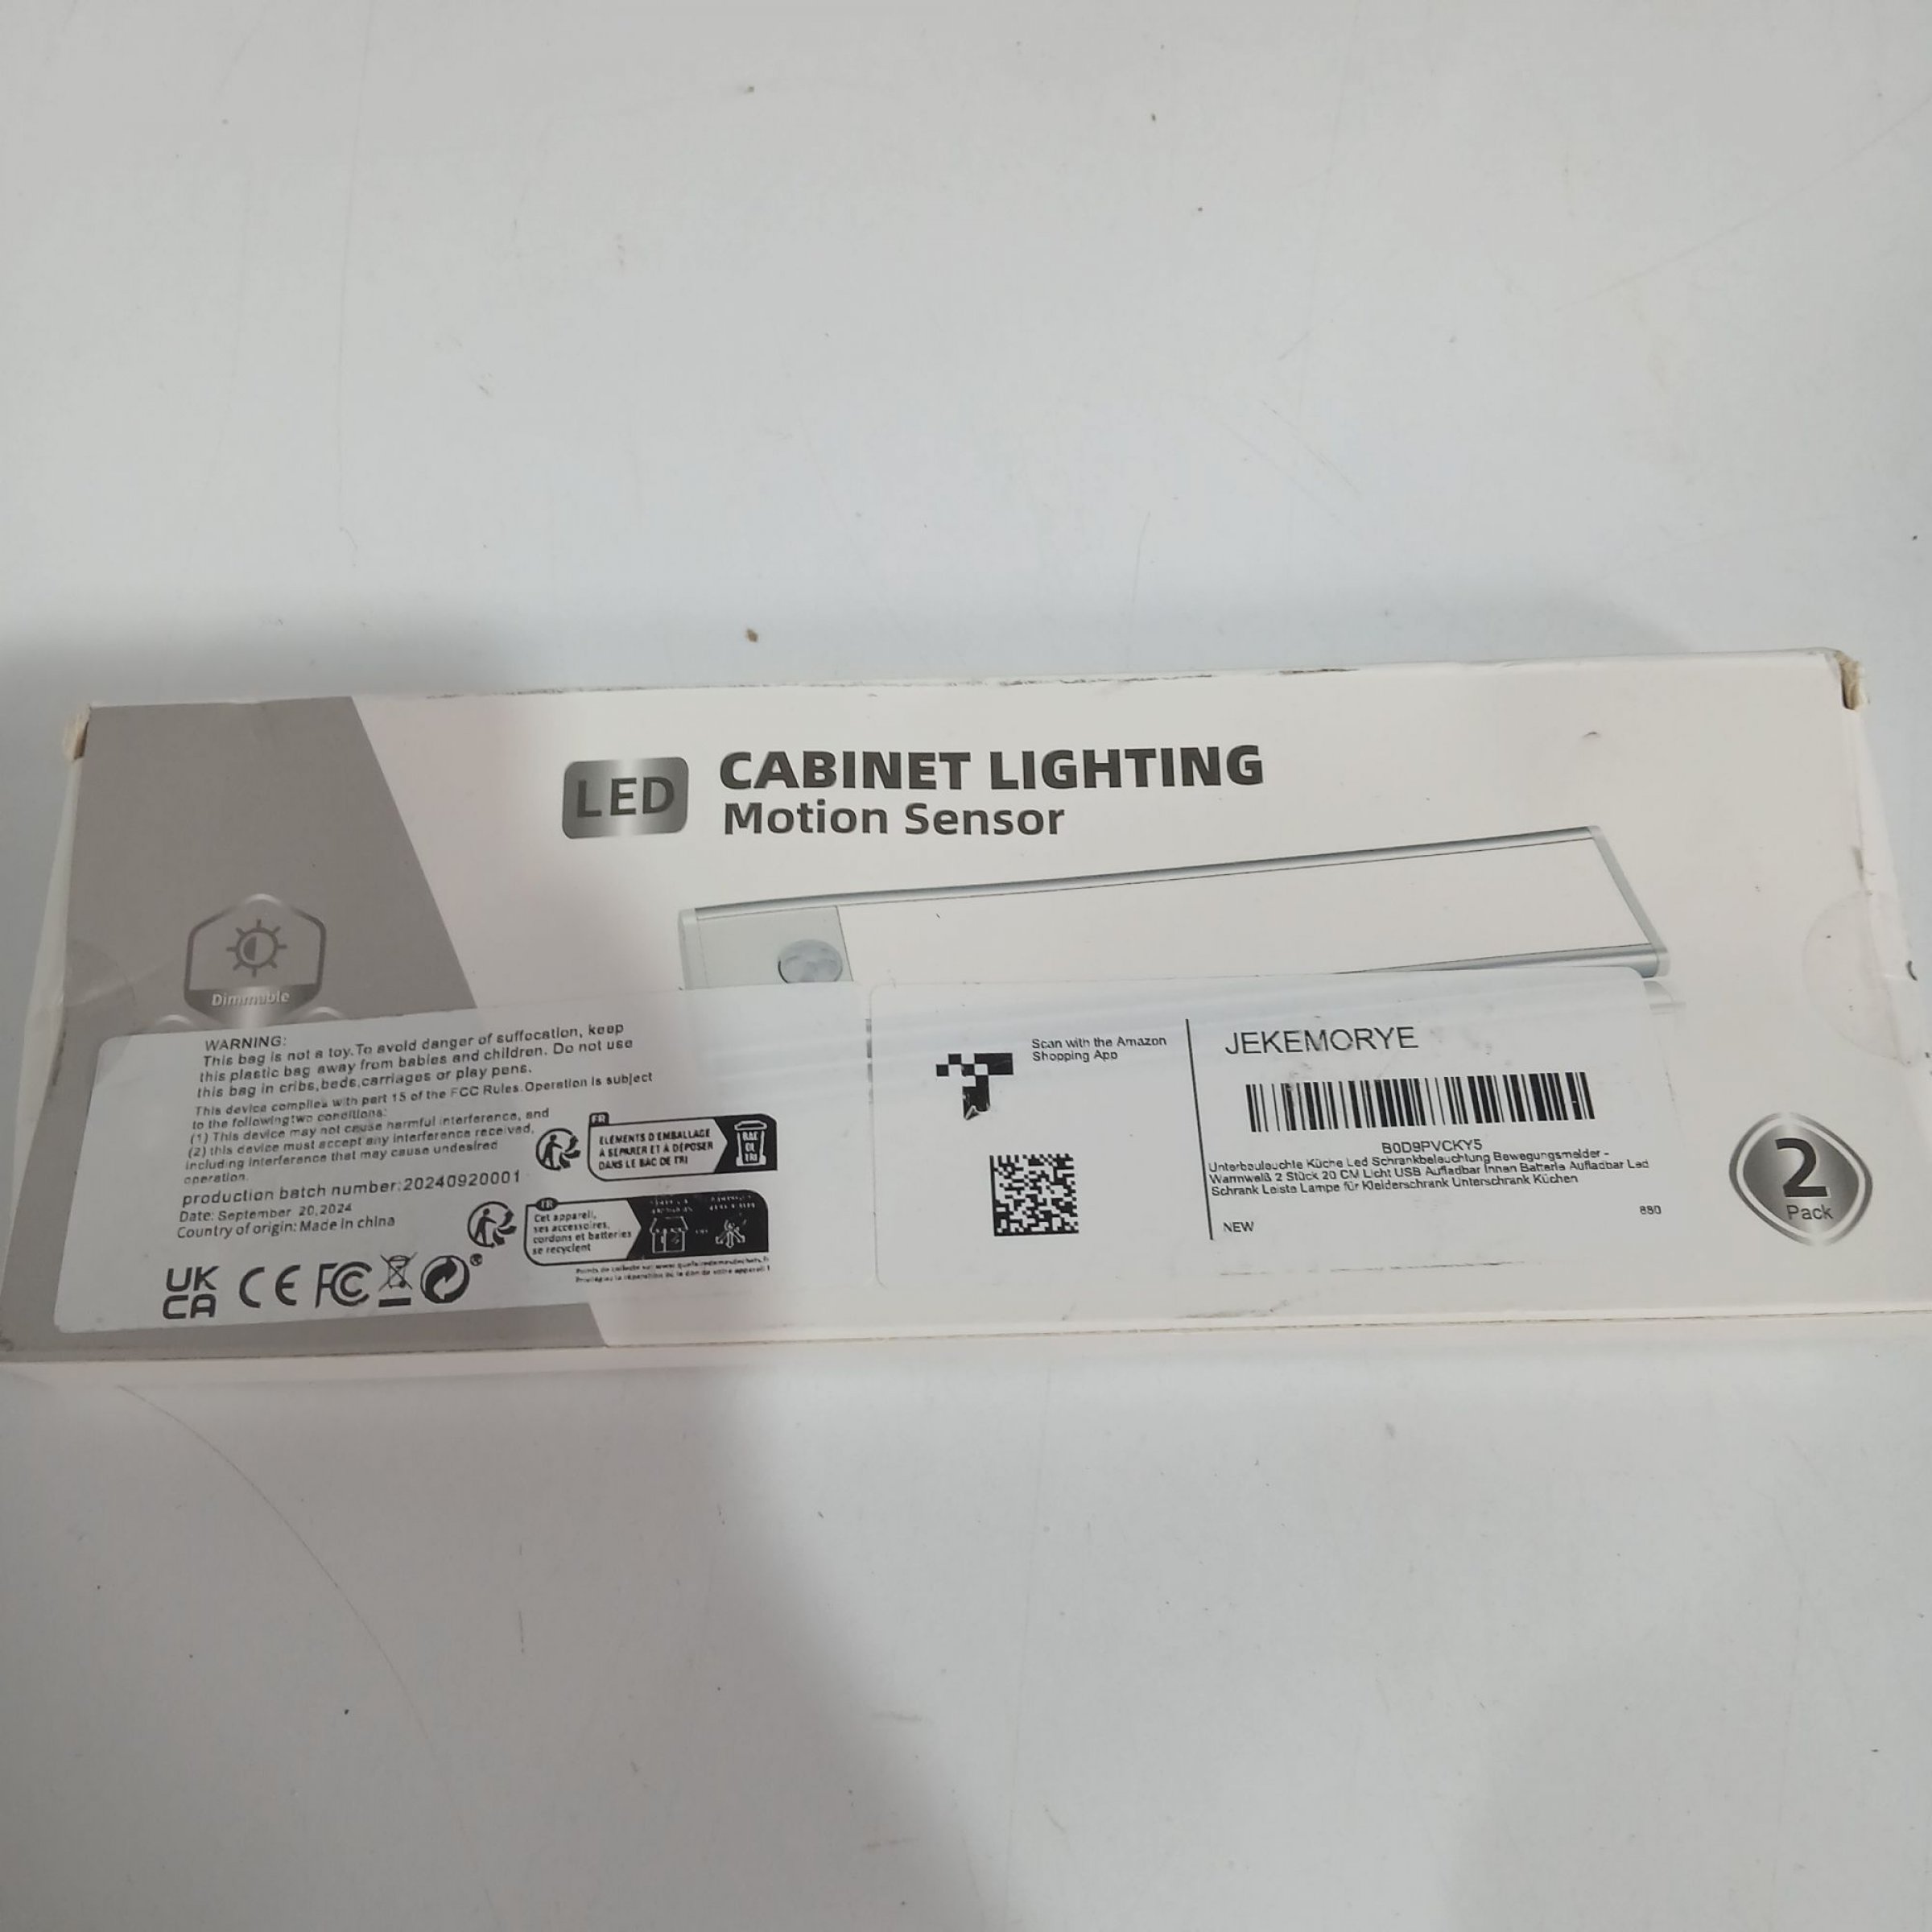 LED
CABINET LIGHTING
Motion Sensor
Dimmable
WARNING:
This bag is not a toy. To avoid danger of suffocation, keep
this plastic bag away from babies and children. Do not use
this bag in cribs,beds,carriages or play pens.
This device complies with part 15 of the FCC Rules. Operation is subject
to the followingtwo conditions:
(1) This device may not cause harmful interference, and
(2) this device must accept any interference received,
including interference that may cause undesired
operation.
production batch number:20240920001
Date: September 20,2024
Country of origin: Made in china
UK
CA
CE FC
FR
ÉLÉMENTS D'EMBALLAGE
À SÉPARER ET À DÉPOSER
DANS LE BAC DE TRI
BAC
DE
TRI
FR
Cet appareil,
ses accessoires,
cordons et batteries
se recyclent
Scan with the Amazon
Shopping App
JEKEMORYE
B0D9PVCKY5
Unterbauleuchte Küche Led Schrankbeleuchtung Bewegungsmelder -
Warmweiß 2 Stück 20 CM Licht USB Aufladbar Innen Batterie Aufladbar Led
Schrank Leiste Lampe für Kleiderschrank Unterschrank Küchen
NEW
880
2
Pack